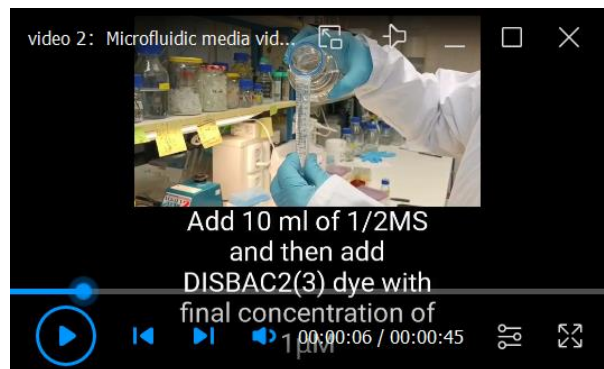 video 2: Microfluidic media vid...
Add 10 ml of 1/2MS
and then add
DISBAC2(3) dye with
final concentration of
1μM
00:00:06 / 00:00:45